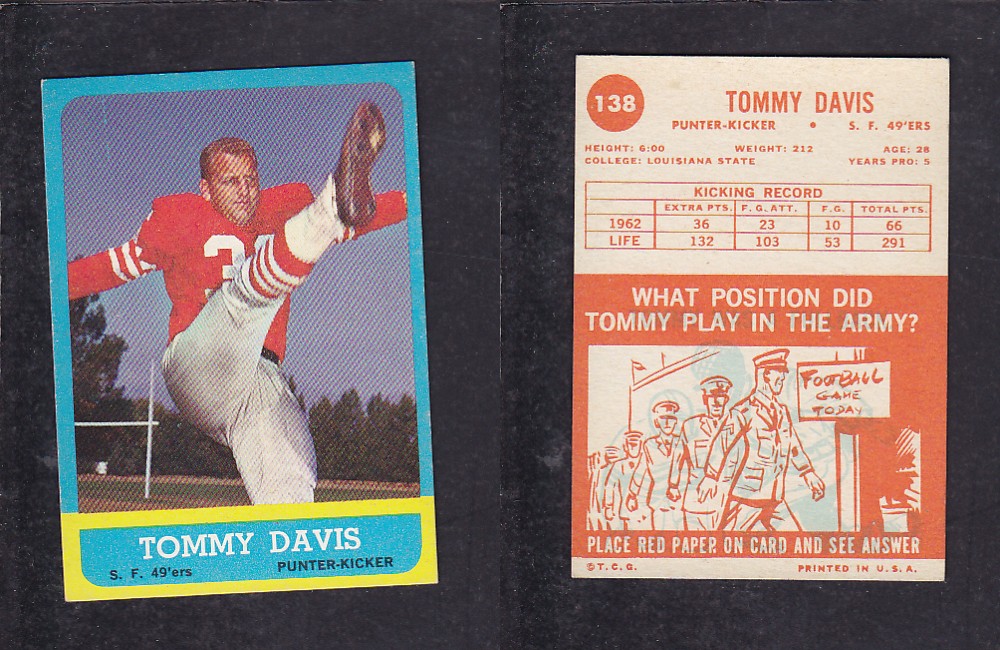 3
TOMMY DAVIS
S. F. 49'ers PUNTER-KICKER
138
TOMMY DAVIS
PUNTER-KICKER • S. F. 49'ERS
HEIGHT: 6:00 WEIGHT: 212 AGE: 28
COLLEGE: LOUISIANA STATE YEARS PRO: 5
KICKING RECORD
EXTRA PTS. F.G.ATT. F.G. TOTAL PTS.
1962 36 23 10 66
LIFE 132 103 53 291
WHAT POSITION DID
TOMMY PLAY IN THE ARMY?
FOOTBALL
GAME
TODAY
PLACE RED PAPER ON CARD AND SEE ANSWER
©T.C.G. PRINTED IN U.S.A.